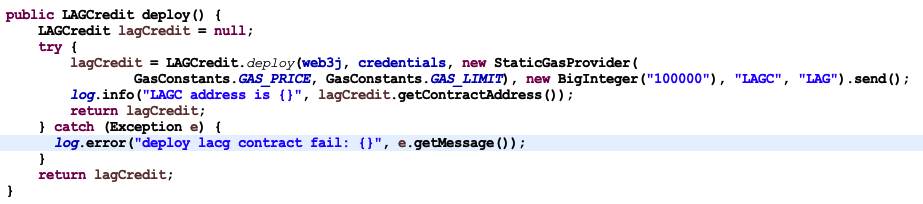 public LAGCredit deploy() {
    LAGCredit lagCredit = null;
    try {
        lagCredit = LAGCredit.deploy(web3j, credentials, new StaticGasProvider(
                GasConstants.GAS_PRICE, GasConstants.GAS_LIMIT), new BigInteger("100000"), "LAGC", "LAG").send();
        log.info("LAGC address is {}", lagCredit.getContractAddress());
        return lagCredit;
    } catch (Exception e) {
      log.error("deploy lacg contract fail: {}", e.getMessage());
    }
    return lagCredit;
}